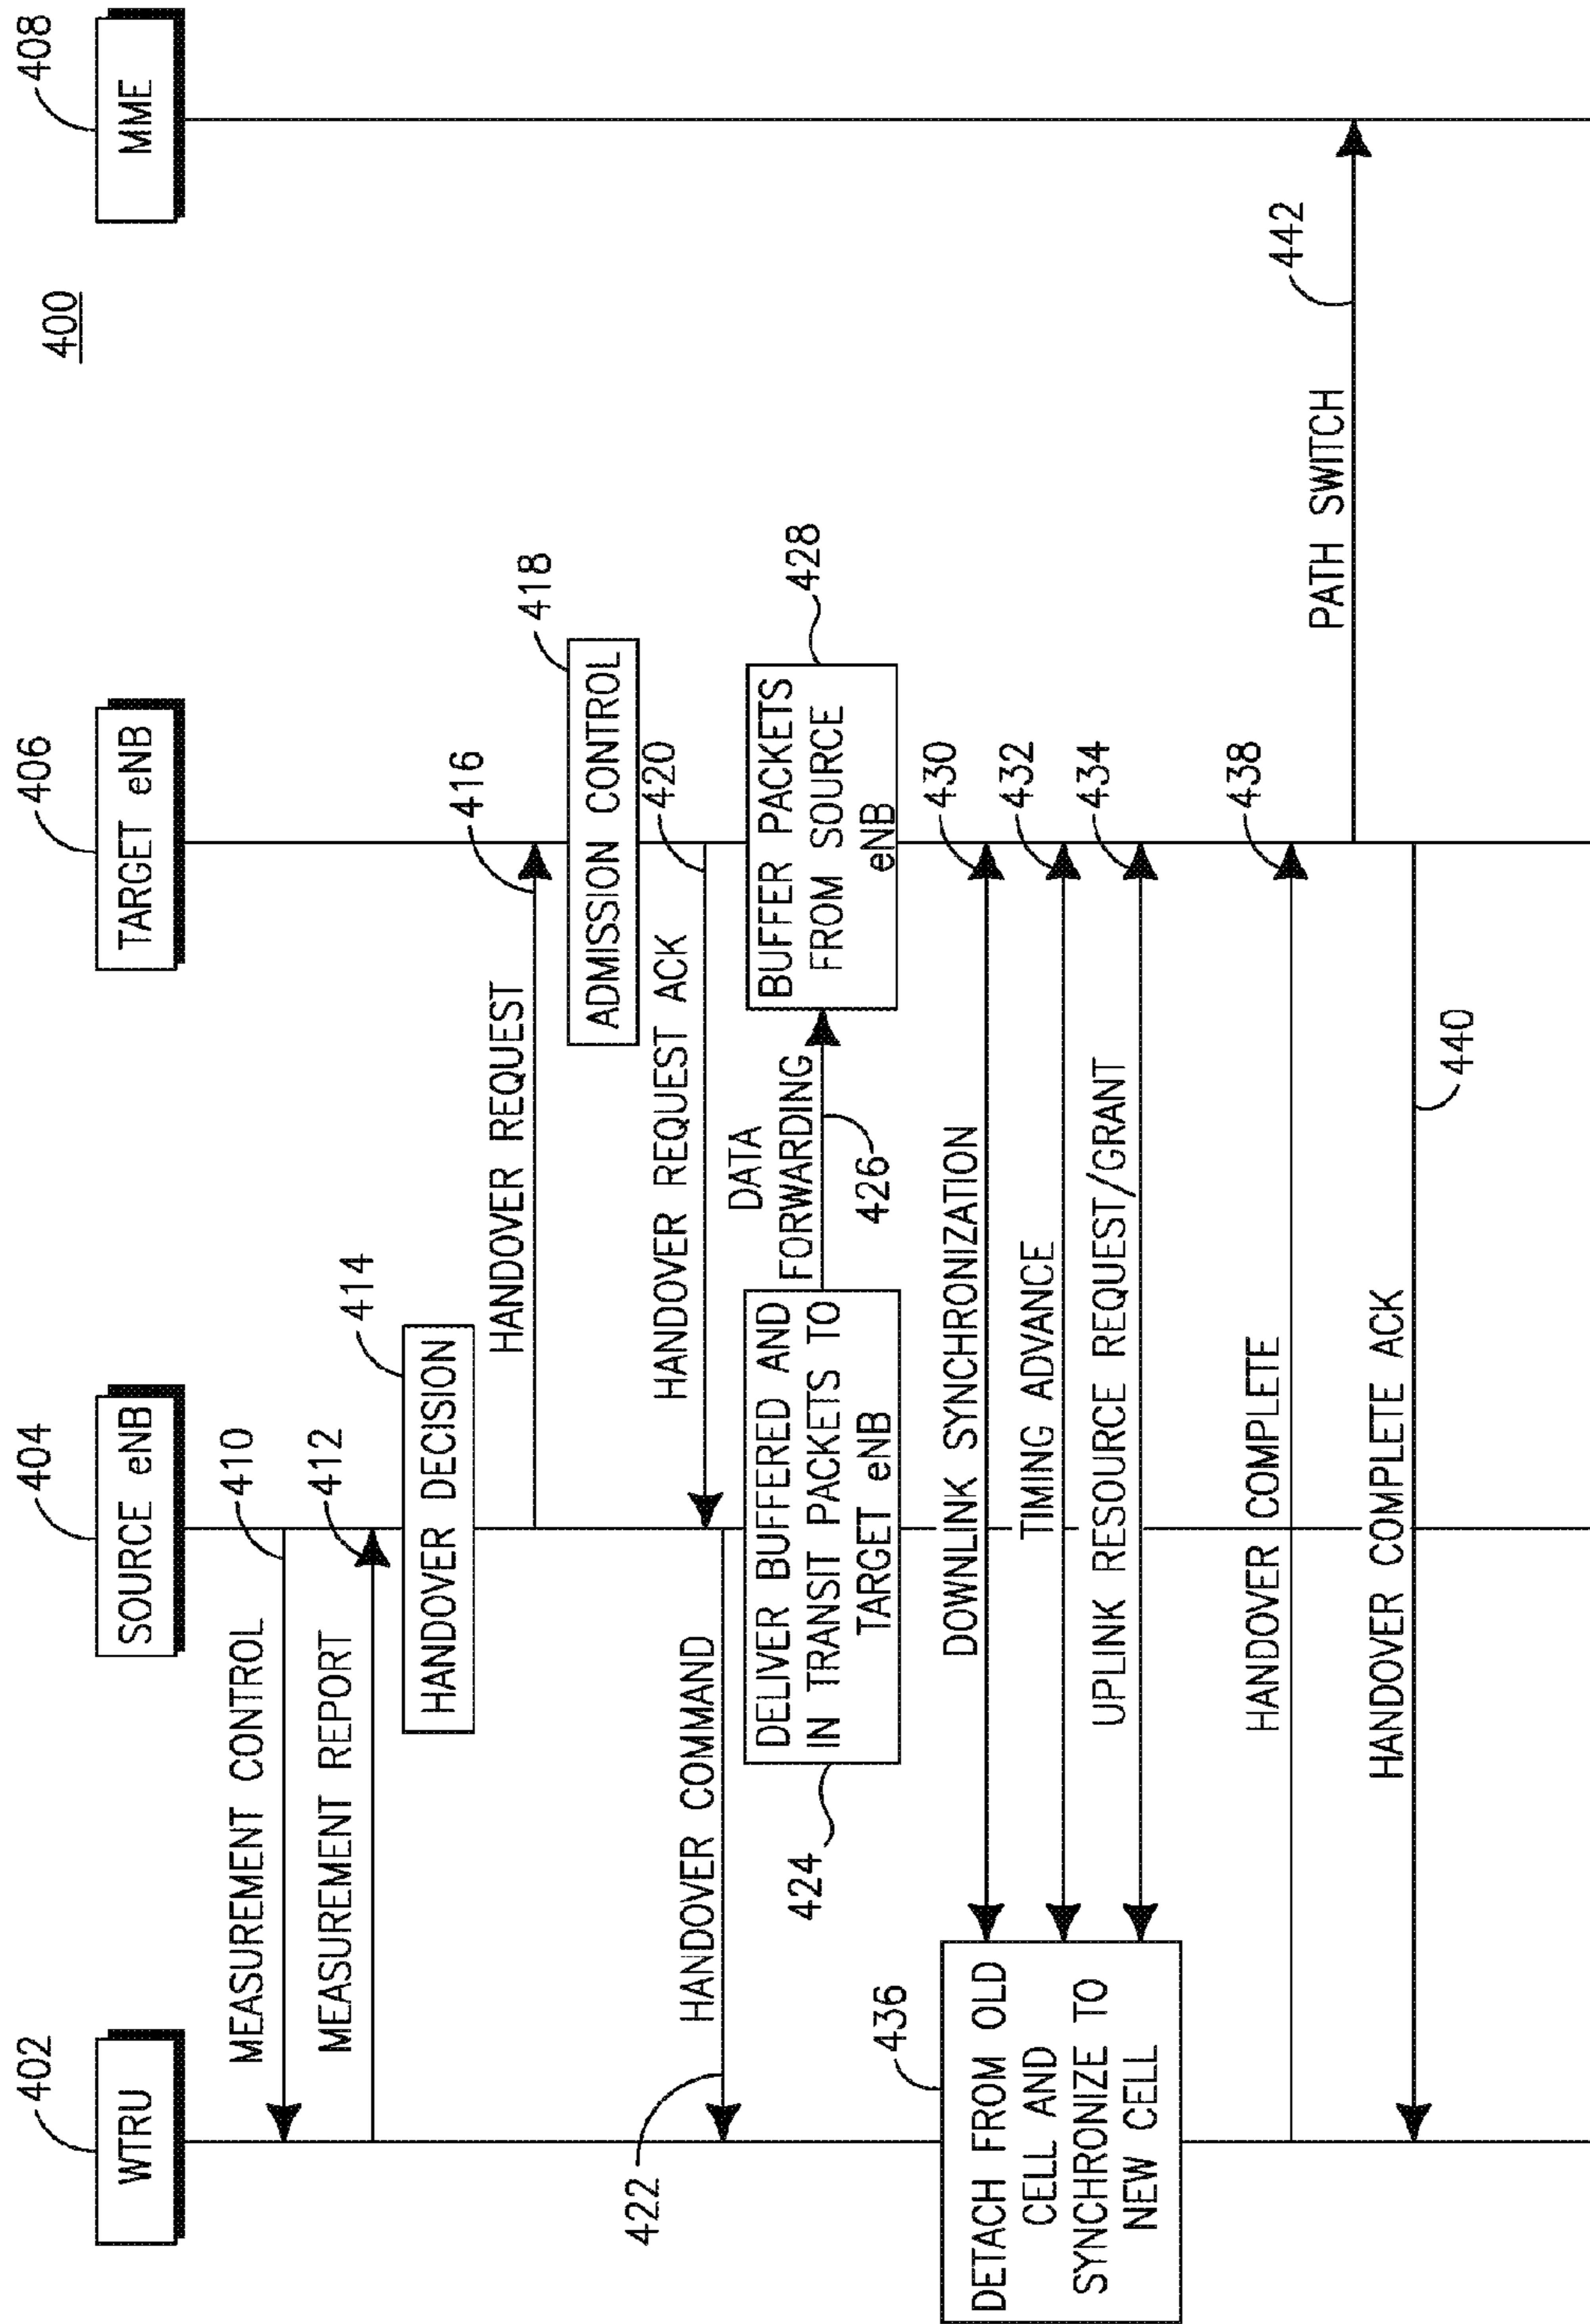 400
402
WTRU
404
SOURCE eNB
406
TARGET eNB
408
MME
MEASUREMENT CONTROL
410
MEASUREMENT REPORT
412
HANDOVER DECISION
414
HANDOVER REQUEST
416
ADMISSION CONTROL
418
HANDOVER REQUEST ACK
420
HANDOVER COMMAND
422
DELIVER BUFFERED AND
IN TRANSIT PACKETS TO
TARGET eNB
424
DATA
FORWARDING
426
BUFFER PACKETS
FROM SOURCE
eNB
428
DOWNLINK SYNCHRONIZATION
430
TIMING ADVANCE
432
UPLINK RESOURCE REQUEST/GRANT
434
DETACH FROM OLD
CELL AND
SYNCHRONIZE TO
NEW CELL
436
HANDOVER COMPLETE
438
PATH SWITCH
442
HANDOVER COMPLETE ACK
440